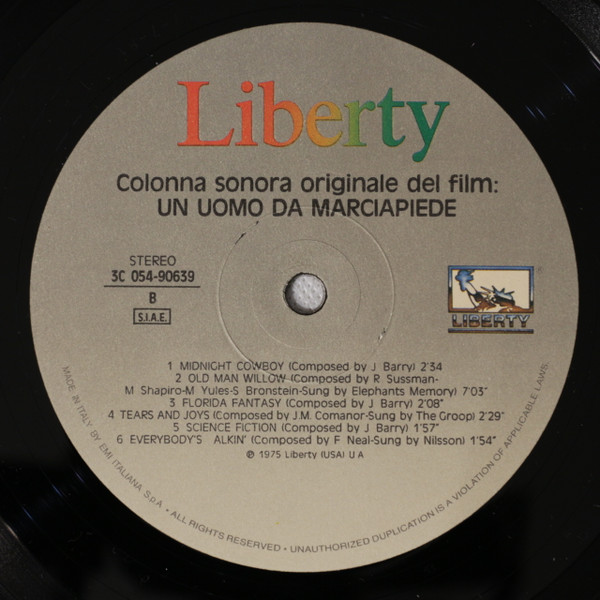 Liberty
Colonna sonora originale del film:
UN UOMO DA MARCIAPIEDE
STEREO
3C 054-90639
B
S.I.A.E.
LIBERTY
1 MIDNIGHT COWBOY (Composed by J Barry) 2'34
2 OLD MAN WILLOW (Composed by R Sussman-
M Shapiro-M Yules-S Bronstein-Sung by Elephants Memory) 7'03"
3 FLORIDA FANTASY (Composed by J Barry) 2'08"
4 TEARS AND JOYS (Composed by J.M. Comanor-Sung by The Groop) 2'29"
5 SCIENCE FICTION (Composed by J Barry) 1'57"
6 EVERYBODY'S ALKIN' (Composed by F Neal-Sung by Nilsson) 1'54"
℗ 1975 Liberty (USA) U A
MADE IN ITALY BY EMI ITALIANA S.p.A • ALL RIGHTS RESERVED • UNAUTHORIZED DUPLICATION IS A VIOLATION OF APPLICABLE LAWS.